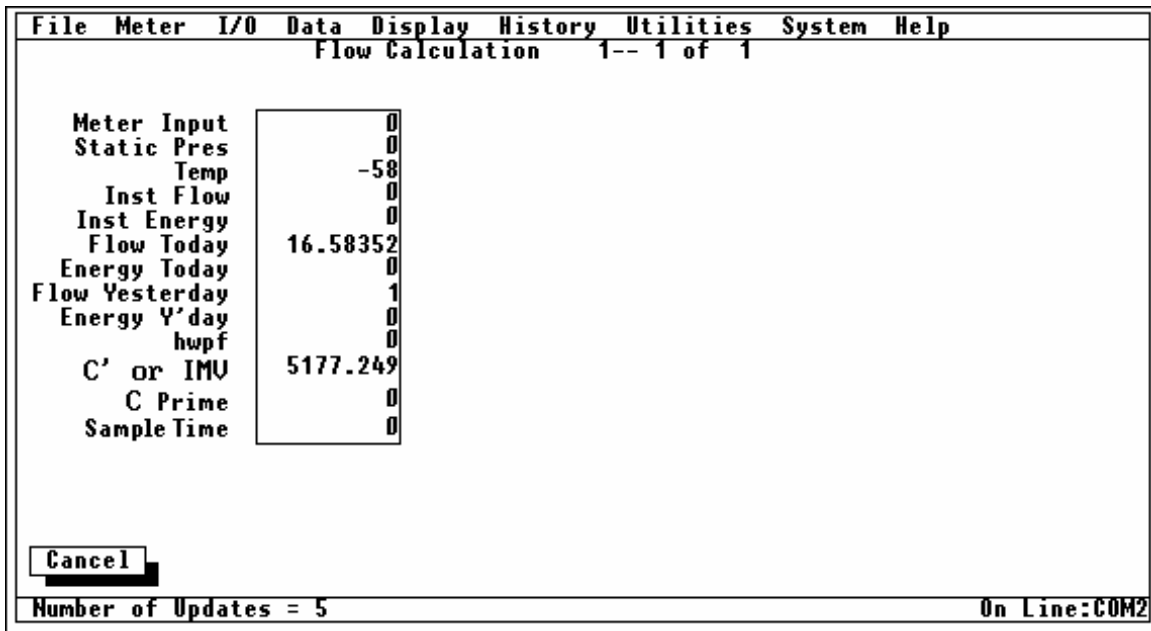 File Meter I/O Data Display History Utilities System Help
Flow Calculation 1-- 1 of 1
Meter Input 0
Static Pres 0
Temp -58
Inst Flow 0
Inst Energy 0
Flow Today 16.58352
Energy Today 0
Flow Yesterday 1
Energy Y'day 0
hwpf 0
C' or IMV 5177.249
C Prime 0
Sample Time 0
Cancel
Number of Updates = 5 On Line:COM2